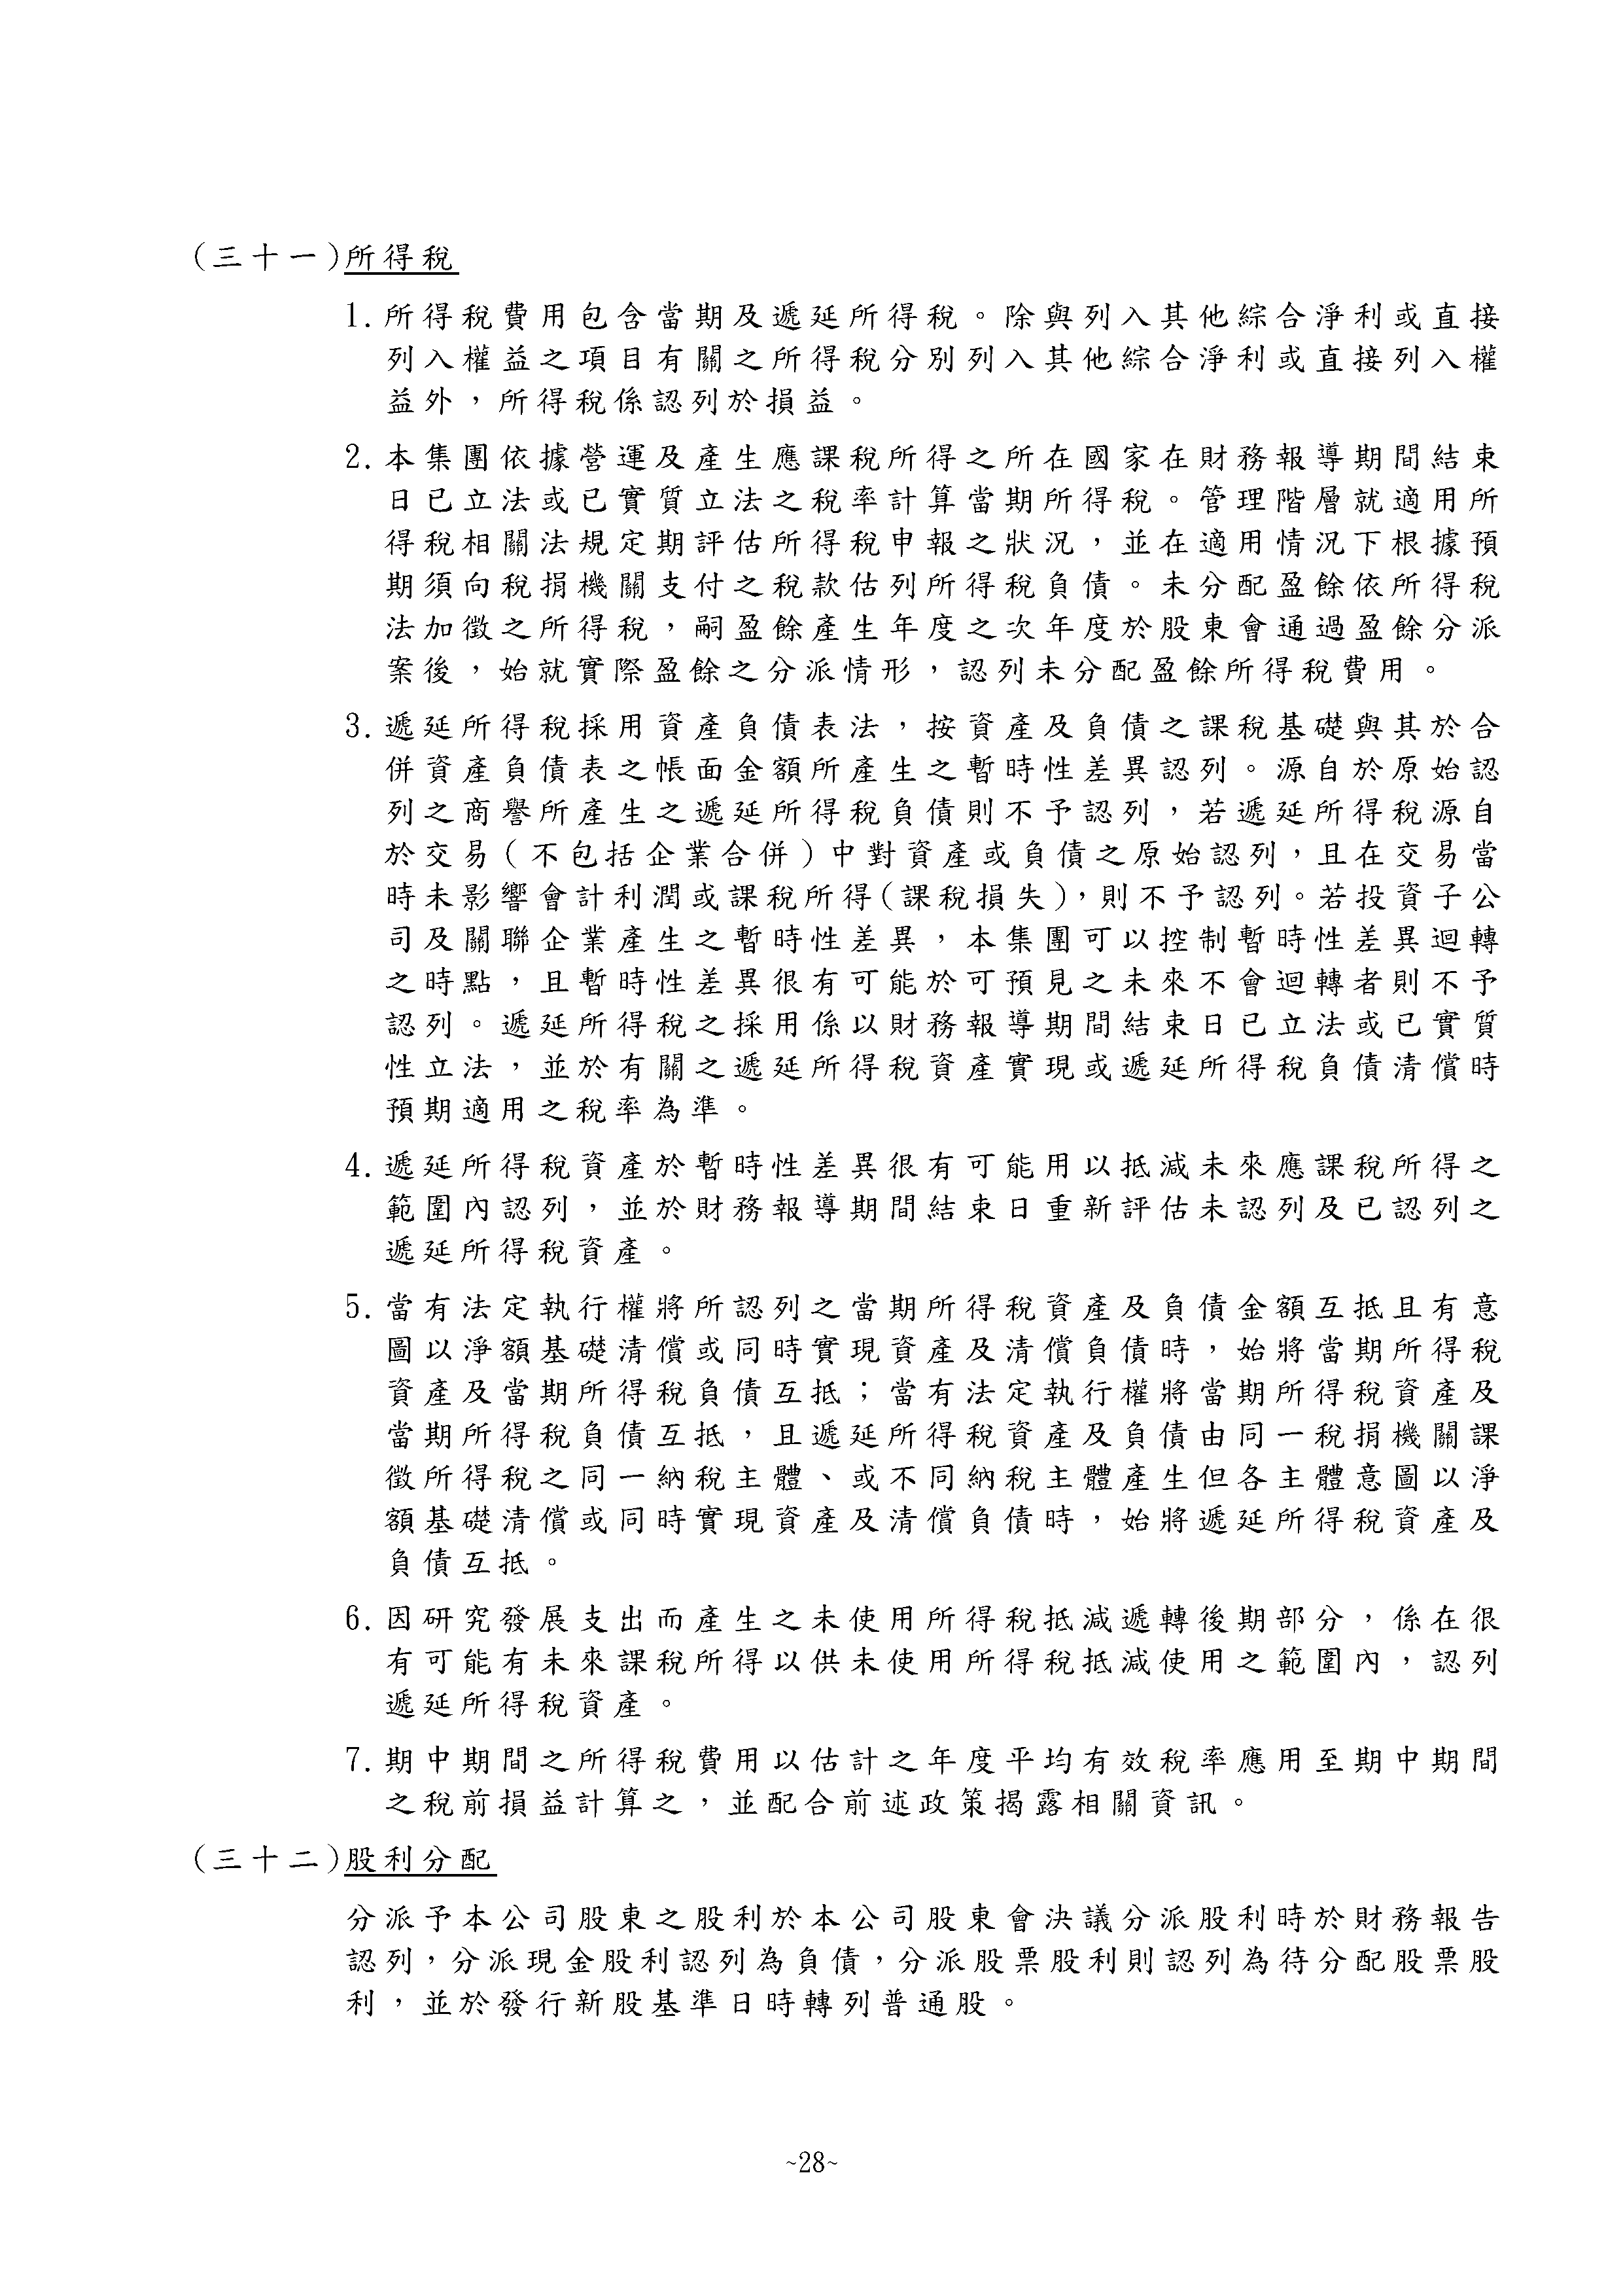 (三十一)所得稅
1.所得稅費用包含當期及遞延所得稅。除與列入其他綜合淨利或直接
列入權益之項目有關之所得稅分別列入其他綜合淨利或直接列入權
益外，所得稅係認列於損益。
2.本集團依據營運及產生應課稅所得之所在國家在財務報導期間結束
日已立法或已實質立法之稅率計算當期所得稅。管理階層就適用所
得稅相關法規定期評估所得稅申報之狀況，並在適用情況下根據預
期須向稅捐機關支付之稅款估列所得稅負債。未分配盈餘依所得稅
法加徵之所得稅，嗣盈餘產生年度之次年度於股東會通過盈餘分派
案後，始就實際盈餘之分派情形，認列未分配盈餘所得稅費用。
3.遞延所得稅採用資產負債表法，按資產及負債之課稅基礎與其於合
併資產負債表之帳面金額所產生之暫時性差異認列。源自於原始認
列之商譽所產生之遞延所得稅負債則不予認列，若遞延所得稅源自
於交易(不包括企業合併)中對資產或負債之原始認列，且在交易當
時未影響會計利潤或課稅所得(課稅損失)，則不予認列。若投資子公
司及關聯企業產生之暫時性差異，本集團可以控制暫時性差異迴轉
之時點，且暫時性差異很有可能於可預見之未來不會迴轉者則不予
認列。遞延所得稅之採用係以財務報導期間結束日已立法或已實質
性立法，並於有關之遞延所得稅資產實現或遞延所得稅負債清償時
預期適用之稅率為準。
4.遞延所得稅資產於暫時性差異很有可能用以抵減未來應課稅所得之
範圍內認列，並於財務報導期間結束日重新評估未認列及已認列之
遞延所得稅資產。
5.當有法定執行權將所認列之當期所得稅資產及負債金額互抵且有意
圖以淨額基礎清償或同時實現資產及清償負債時，始將當期所得稅
資產及當期所得稅負債互抵；當有法定執行權將當期所得稅資產及
當期所得稅負債互抵，且遞延所得稅資產及負債由同一稅捐機關課
徵所得稅之同一納稅主體、或不同納稅主體產生但各主體意圖以淨
額基礎清償或同時實現資產及清償負債時，始將遞延所得稅資產及
負債互抵。
6.因研究發展支出而產生之未使用所得稅抵減遞轉後期部分，係在很
有可能有未來課稅所得以供未使用所得稅抵減使用之範圍內，認列
遞延所得稅資產。
7.期中期間之所得稅費用以估計之年度平均有效稅率應用至期中期間
之稅前損益計算之，並配合前述政策揭露相關資訊。
(三十二)股利分配
分派予本公司股東之股利於本公司股東會決議分派股利時於財務報告
認列，分派現金股利認列為負債，分派股票股利則認列為待分配股票股
利，並於發行新股基準日時轉列普通股。
~28~